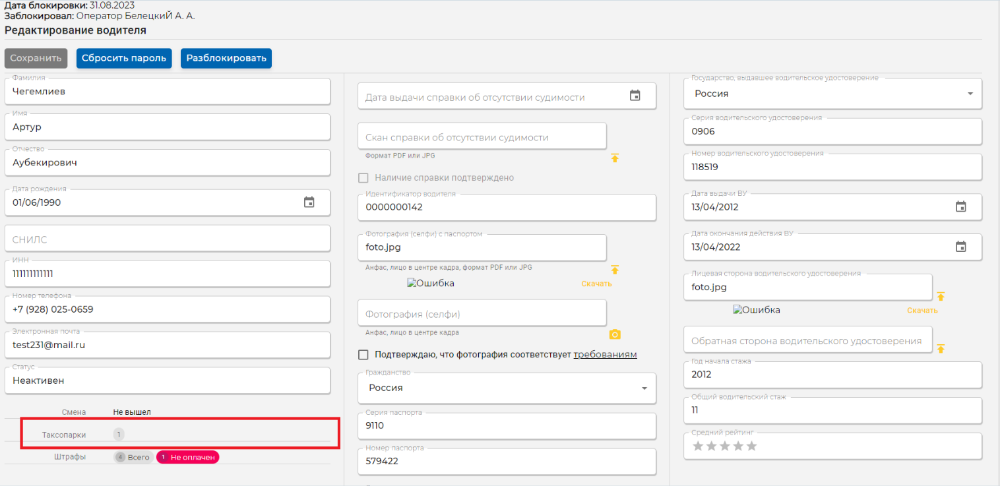 Дата блокировки: 31.08.2023
Заблокировал: Оператор БелецкиЙ А. А.
Редактирование водителя
Сохранить
Сбросить пароль
Разблокировать
Фамилия
Чегемлиев
Имя
Артур
Отчество
Аубекирович
Дата рождения
01/06/1990
СНИЛС
ИНН
111111111111
Номер телефона
+7 (928) 025-0659
Электронная почта
test231@mail.ru
Статус
Неактивен
Смена Не вышел
Таксопарки 1
Штрафы 4 Всего 1 Не оплачен
Дата выдачи справки об отсутствии судимости
Скан справки об отсутствии судимости
Формат PDF или JPG
Наличие справки подтверждено
Идентификатор водителя
0000000142
Фотография (селфи) с паспортом
foto.jpg
Анфас, лицо в центре кадра, формат PDF или JPG
Ошибка
Скачать
Фотография (селфи)
Анфас, лицо в центре кадра
Подтверждаю, что фотография соответствует требованиям
Гражданство
Россия
Серия паспорта
9110
Номер паспорта
579422
Государство, выдавшее водительское удостоверение
Россия
Серия водительского удостоверения
0906
Номер водительского удостоверения
118519
Дата выдачи ВУ
13/04/2012
Дата окончания действия ВУ
13/04/2022
Лицевая сторона водительского удостоверения
foto.jpg
Ошибка
Скачать
Обратная сторона водительского удостоверения
Год начала стажа
2012
Общий водительский стаж
11
Средний рейтинг